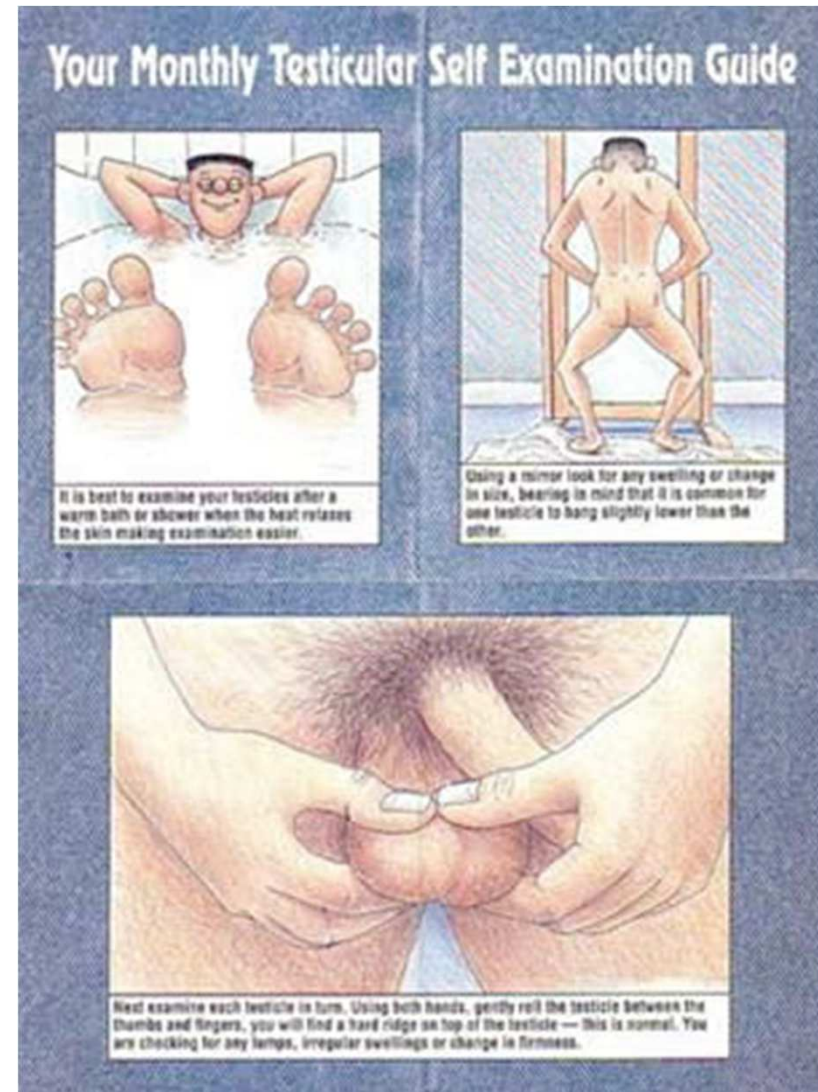 Your Monthly Testicular Self Examination Guide
It is best to examine your testicles after a
warm bath or shower when the heat relaxes
the skin making examination easier.
Using a mirror look for any swelling or change
in size, bearing in mind that it is common for
one testicle to hang slightly lower than the
other.
Next examine each testicle in turn. Using both hands, gently roll the testicle between the
thumbs and fingers, you will find a hard ridge on top of the testicle — this is normal. You
are checking for any lumps, irregular swellings or change in firmness.